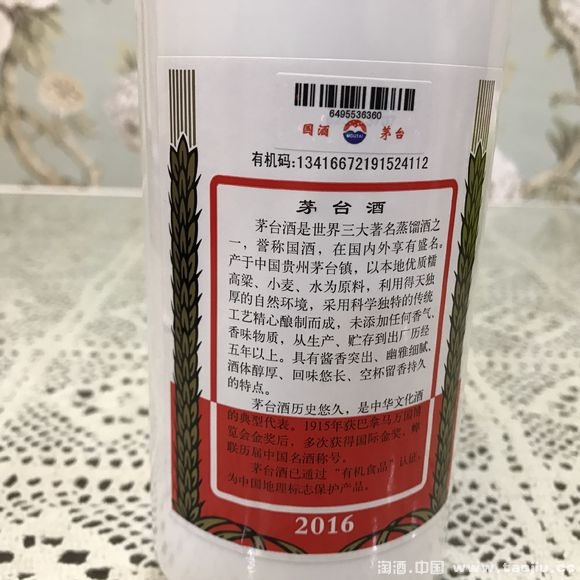 6495536360
国酒 MOUTAI 茅台
有机码:13416672191524112
茅台酒
茅台酒是世界三大著名蒸馏酒之
一，誉称国酒，在国内外享有盛名。
产于中国贵州茅台镇，以本地优质糯
高粱、小麦、水为原料，利用得天独
厚的自然环境，采用科学独特的传统
工艺精心酿制而成，未添加任何香气、
香味物质，从生产、贮存到出厂历经
五年以上。具有酱香突出、幽雅细腻、
酒体醇厚、回味悠长、空杯留香持久
的特点。
茅台酒历史悠久，是中华文化酒
的典型代表。1915年获巴拿马万国博
览会金奖后，多次获得国际金奖，蝉
联历届中国名酒称号。
茅台酒已通过“有机食品”认证，
为中国地理标志保护产品。
2016
淘酒.中国 www.taojiu.cc